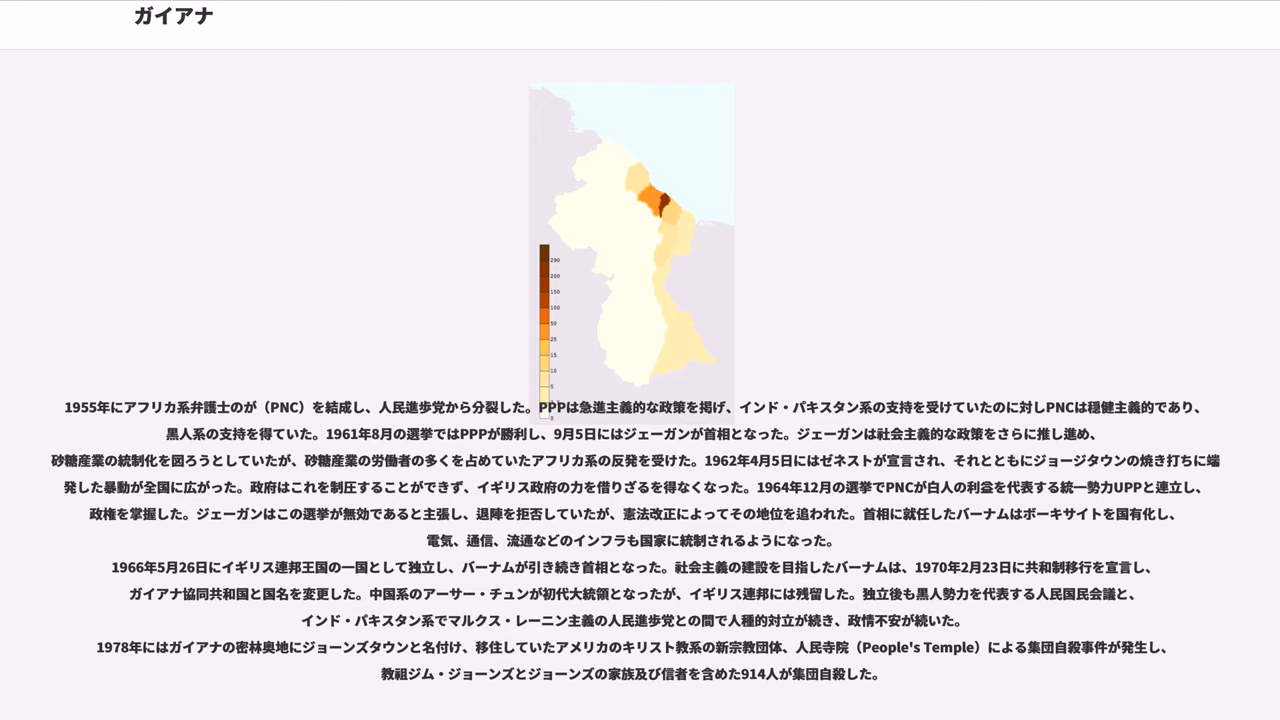 ガイアナ
290
200
150
100
50
25
15
10
5
0
1955年にアフリカ系弁護士のが（PNC）を結成し、人民進歩党から分裂した。PPPは急進主義的な政策を掲げ、インド・パキスタン系の支持を受けていたのに対しPNCは穏健主義的であり、
黒人系の支持を得ていた。1961年8月の選挙ではPPPが勝利し、9月5日にはジェーガンが首相となった。ジェーガンは社会主義的な政策をさらに推し進め、
砂糖産業の統制化を図ろうとしていたが、砂糖産業の労働者の多くを占めていたアフリカ系の反発を受けた。1962年4月5日にはゼネストが宣言され、それとともにジョージタウンの焼き打ちに端
発した暴動が全国に広がった。政府はこれを制圧することができず、イギリス政府の力を借りざるを得なくなった。1964年12月の選挙でPNCが白人の利益を代表する統一勢力UPPと連立し、
政権を掌握した。ジェーガンはこの選挙が無効であると主張し、退陣を拒否していたが、憲法改正によってその地位を追われた。首相に就任したバーナムはボーキサイトを国有化し、
電気、通信、流通などのインフラも国家に統制されるようになった。
1966年5月26日にイギリス連邦王国の一国として独立し、バーナムが引き続き首相となった。社会主義の建設を目指したバーナムは、1970年2月23日に共和制移行を宣言し、
ガイアナ協同共和国と国名を変更した。中国系のアーサー・チュンが初代大統領となったが、イギリス連邦には残留した。独立後も黒人勢力を代表する人民国民会議と、
インド・パキスタン系でマルクス・レーニン主義の人民進歩党との間で人種的対立が続き、政情不安が続いた。
1978年にはガイアナの密林奥地にジョーンズタウンと名付け、移住していたアメリカのキリスト教系の新宗教団体、人民寺院（People's Temple）による集団自殺事件が発生し、
教祖ジム・ジョーンズとジョーンズの家族及び信者を含めた914人が集団自殺した。